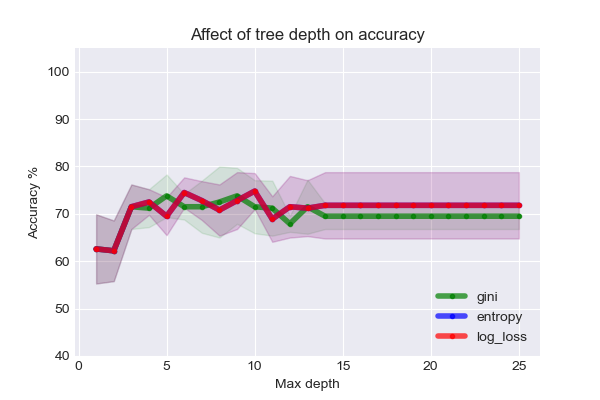 Affect of tree depth on accuracy
100
90
80
70
60
50
40
Accuracy %
0 5 10 15 20 25
Max depth
gini
entropy
log_loss